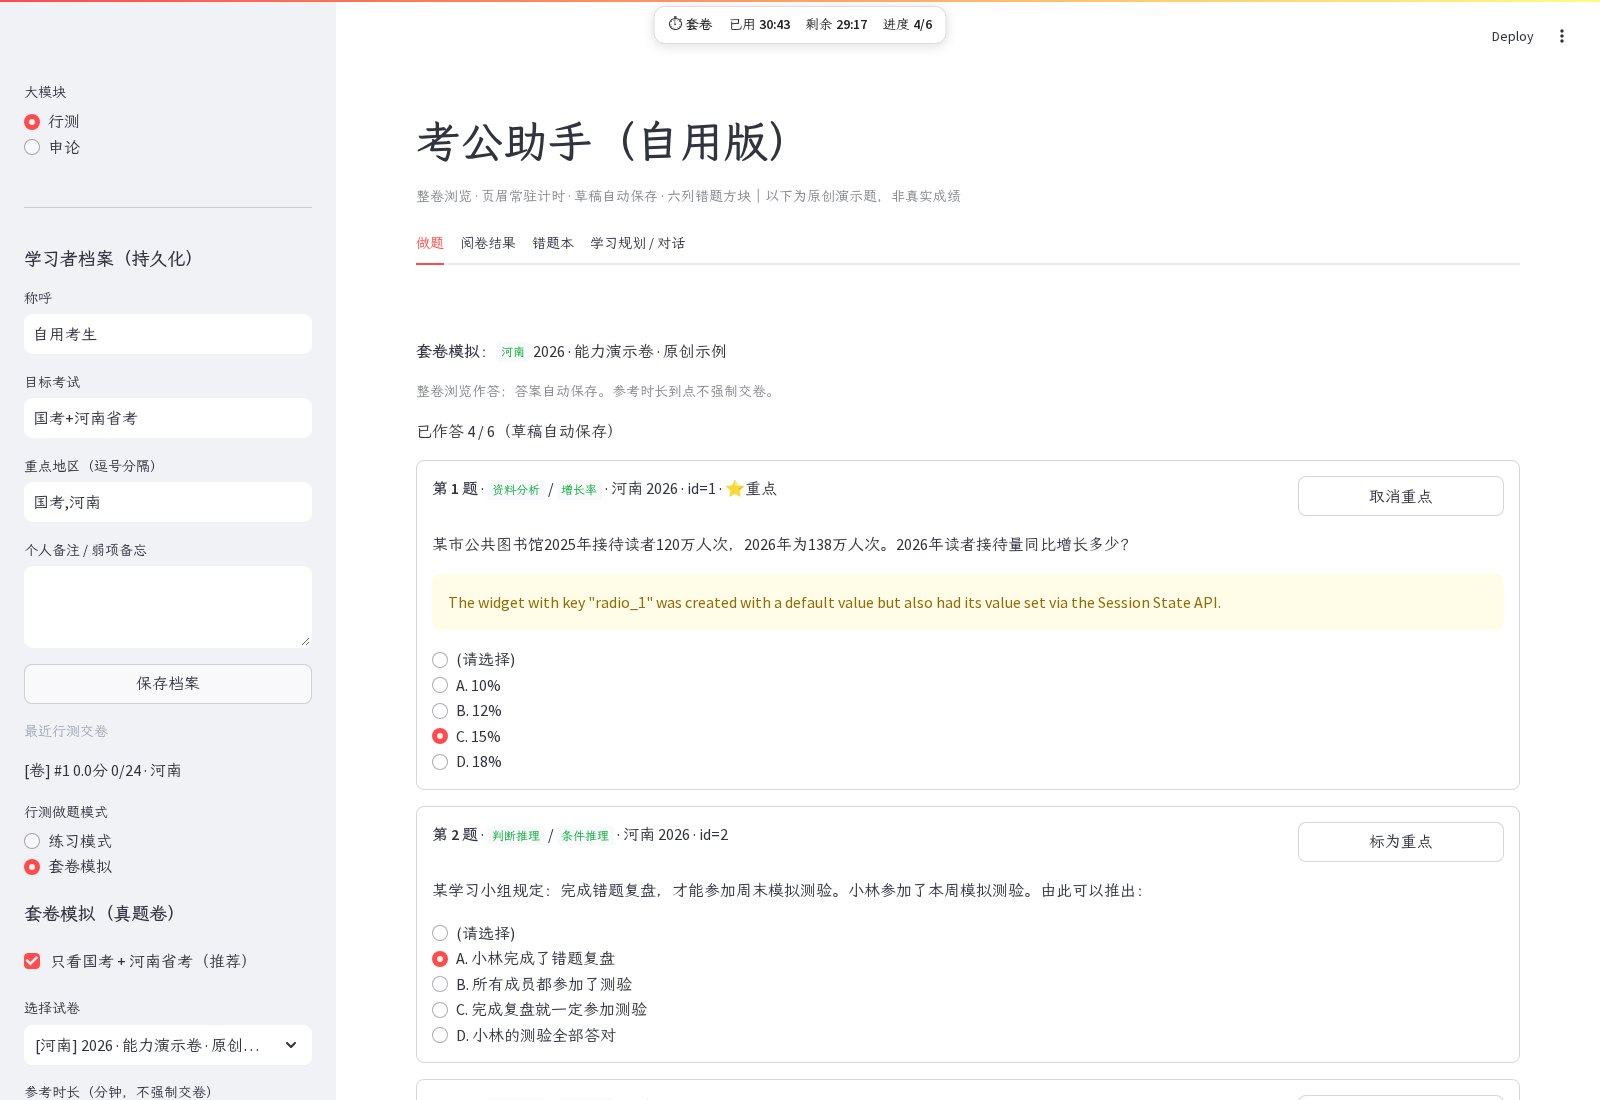 ⏱ 套卷 已用 30:43 剩余 29:17 进度 4/6
Deploy
大模块
行测
申论
学习者档案（持久化）
称呼
自用考生
目标考试
国考+河南省考
重点地区（逗号分隔）
国考,河南
个人备注 / 弱项备忘
保存档案
最近行测交卷
[卷] #1 0.0分 0/24 · 河南
行测做题模式
练习模式
套卷模拟
套卷模拟（真题卷）
只看国考 + 河南省考（推荐）
选择试卷
[河南] 2026 · 能力演示卷 · 原创…
参考时长（分钟，不强制交卷）
考公助手（自用版）
整卷浏览 · 页眉常驻计时 · 草稿自动保存 · 六列错题方块｜以下为原创演示题，非真实成绩
做题 阅卷结果 错题本 学习规划 / 对话
套卷模拟： 河南 2026 · 能力演示卷 · 原创示例
整卷浏览作答；答案自动保存。参考时长到点不强制交卷。
已作答 4 / 6（草稿自动保存）
第 1 题 · 资料分析 / 增长率 · 河南 2026 · id=1 · ⭐重点
取消重点
某市公共图书馆2025年接待读者120万人次，2026年为138万人次。2026年读者接待量同比增长多少？
The widget with key "radio_1" was created with a default value but also had its value set via the Session State API.
(请选择)
A. 10%
B. 12%
C. 15%
D. 18%
第 2 题 · 判断推理 / 条件推理 · 河南 2026 · id=2
标为重点
某学习小组规定：完成错题复盘，才能参加周末模拟测验。小林参加了本周模拟测验。由此可以推出：
(请选择)
A. 小林完成了错题复盘
B. 所有成员都参加了测验
C. 完成复盘就一定参加测验
D. 小林的测验全部答对